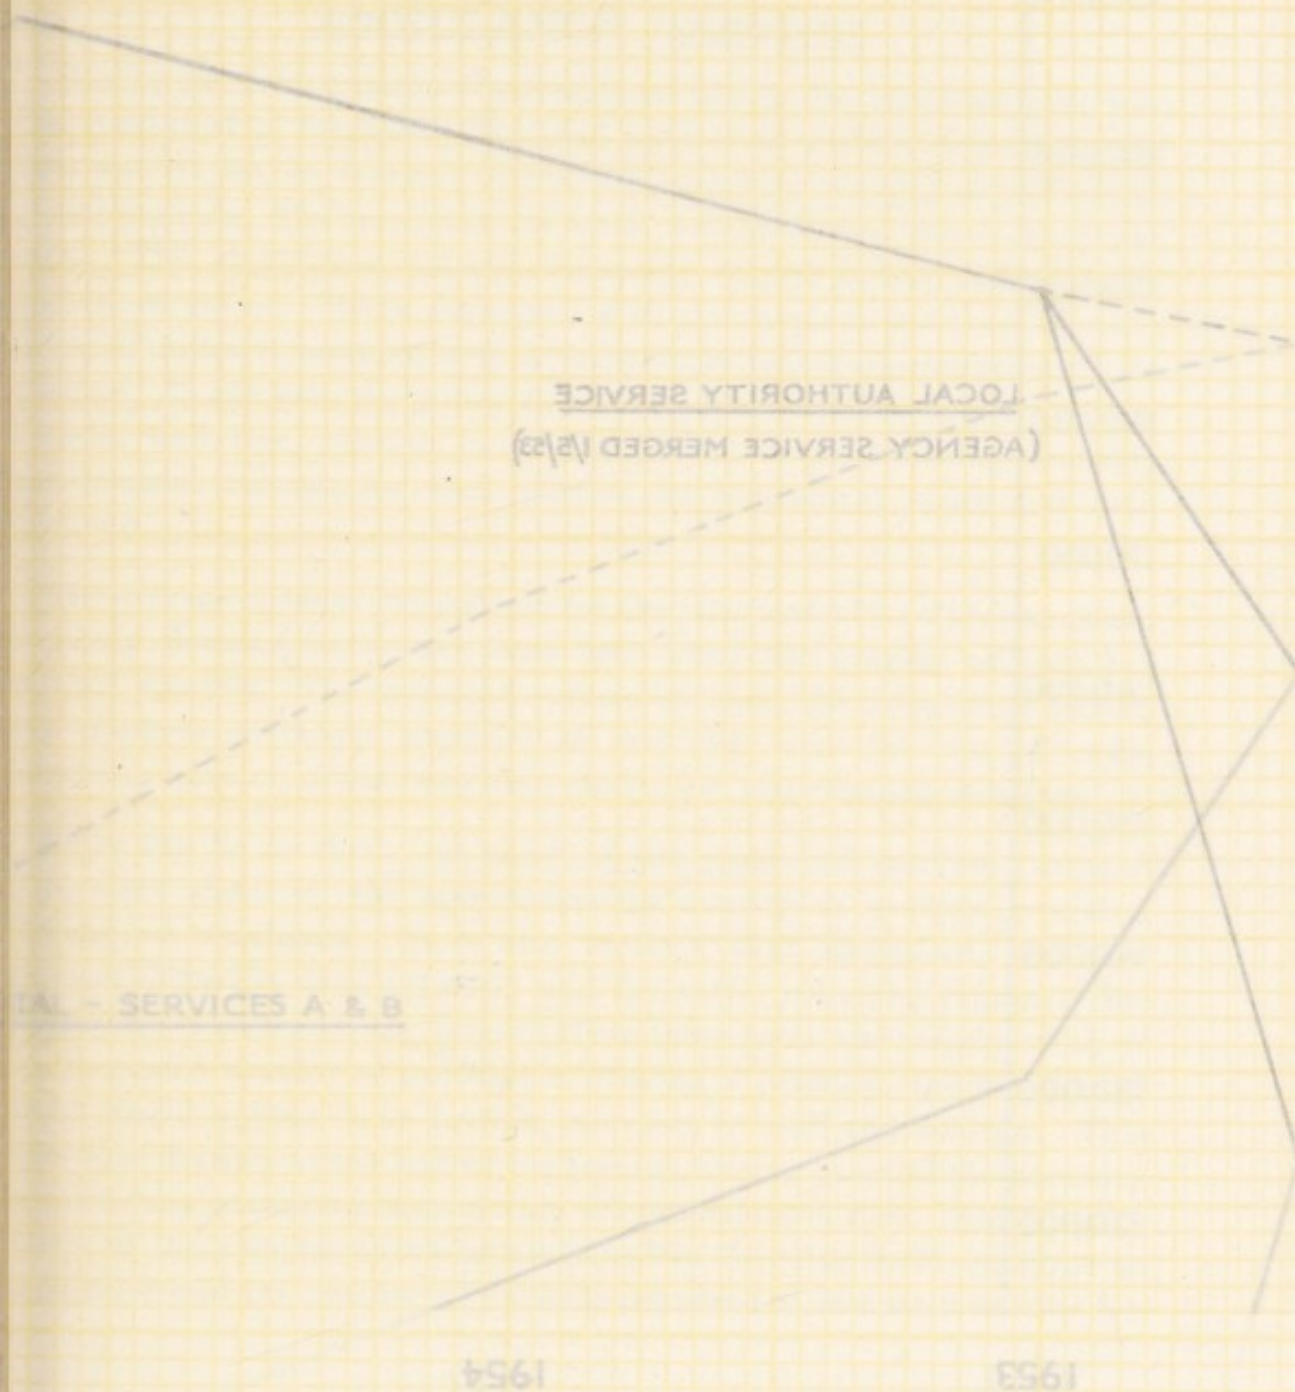 LOCAL AUTHORITY SERVICE
(AGENCY SERVICE MERGED 1/5/53)
TAL - SERVICES A & B
1954 1953